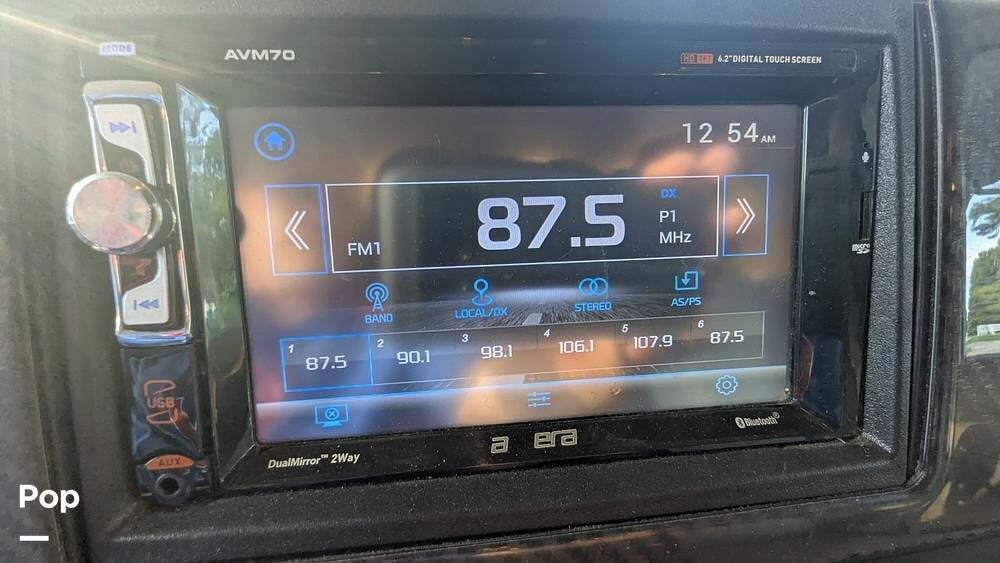 MODE
AVM70
HD TFT 6.2" DIGITAL TOUCH SCREEN
12 54 AM
87.5
DX
P1
MHz
FM1
BAND
LOCAL/DX
STEREO
AS/PS
1 87.5
2 90.1
3 98.1
4 106.1
5 107.9
6 87.5
USB
AUX
a era
Bluetooth®
DualMirror™ 2Way
Pop